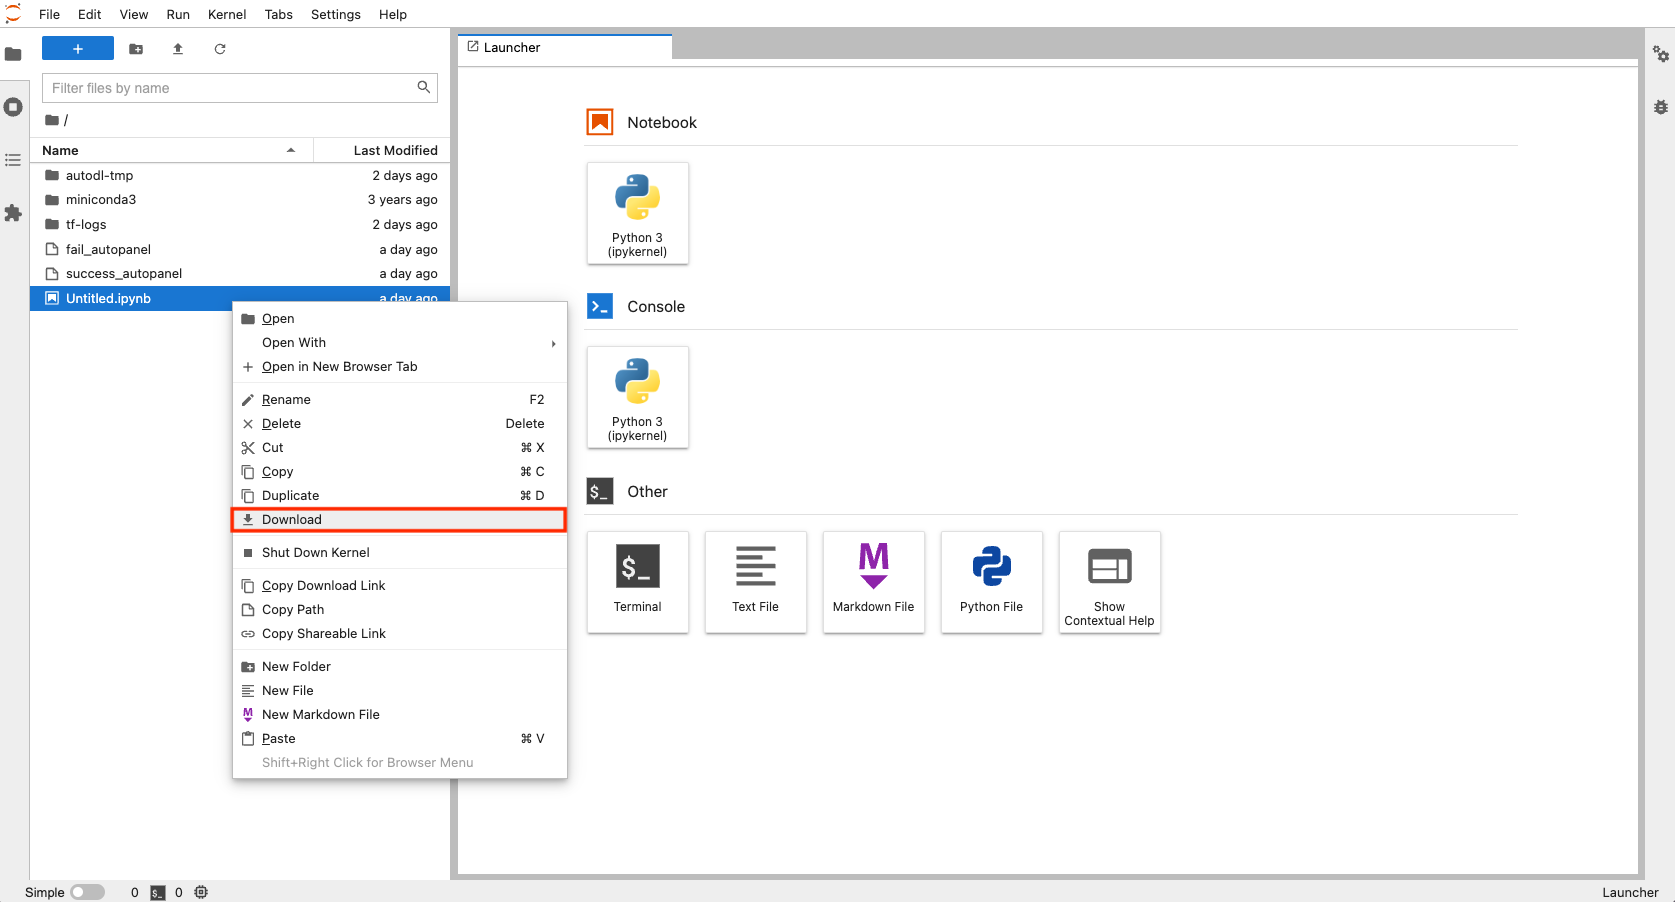 File Edit View Run Kernel Tabs Settings Help
Filter files by name
/
Name Last Modified
autodl-tmp 2 days ago
miniconda3 3 years ago
tf-logs 2 days ago
fail_autopanel a day ago
success_autopanel a day ago
Untitled.ipynb a day ago
Open
Open With
Open in New Browser Tab
Rename F2
Delete Delete
Cut ⌘ X
Copy ⌘ C
Duplicate ⌘ D
Download
Shut Down Kernel
Copy Download Link
Copy Path
Copy Shareable Link
New Folder
New File
M New Markdown File
Paste ⌘ V
Shift+Right Click for Browser Menu
Launcher
Notebook
Python 3
(ipykernel)
>_ Console
Python 3
(ipykernel)
$_ Other
$_
Terminal
Text File
M
Markdown File
Python File
Show
Contextual Help
Simple 0 $_ 0 Launcher